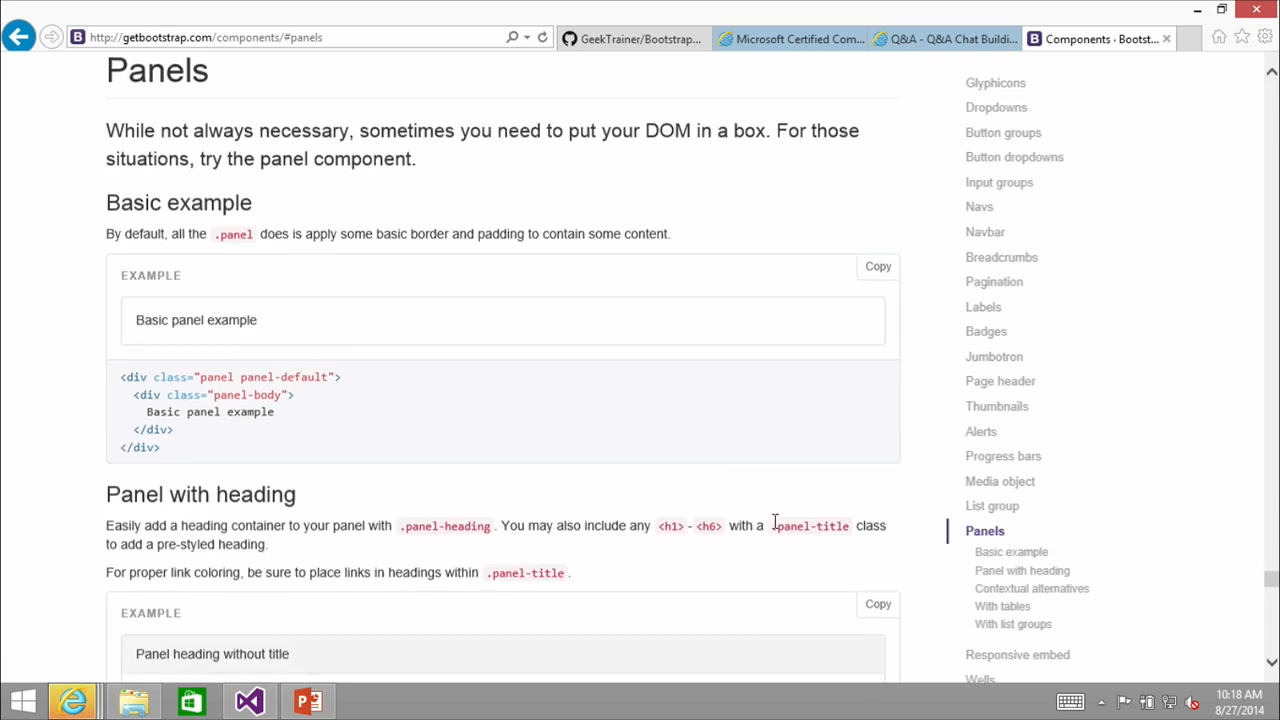 http://getbootstrap.com/components/#panels
GeekTrainer/Bootstrap...
Microsoft Certified Com...
Q&A - Q&A Chat Buildi...
Components · Bootst...
Panels
While not always necessary, sometimes you need to put your DOM in a box. For those
situations, try the panel component.
Basic example
By default, all the .panel does is apply some basic border and padding to contain some content.
EXAMPLE
Copy
Basic panel example
<div class="panel panel-default">
<div class="panel-body">
Basic panel example
</div>
</div>
Panel with heading
Easily add a heading container to your panel with .panel-heading. You may also include any <h1>-<h6> with a .panel-title class
to add a pre-styled heading.
For proper link coloring, be sure to place links in headings within .panel-title.
EXAMPLE
Copy
Panel heading without title
Glyphicons
Dropdowns
Button groups
Button dropdowns
Input groups
Navs
Navbar
Breadcrumbs
Pagination
Labels
Badges
Jumbotron
Page header
Thumbnails
Alerts
Progress bars
Media object
List group
Panels
Basic example
Panel with heading
Contextual alternatives
With tables
With list groups
Responsive embed
Wells
10:18 AM
8/27/2014